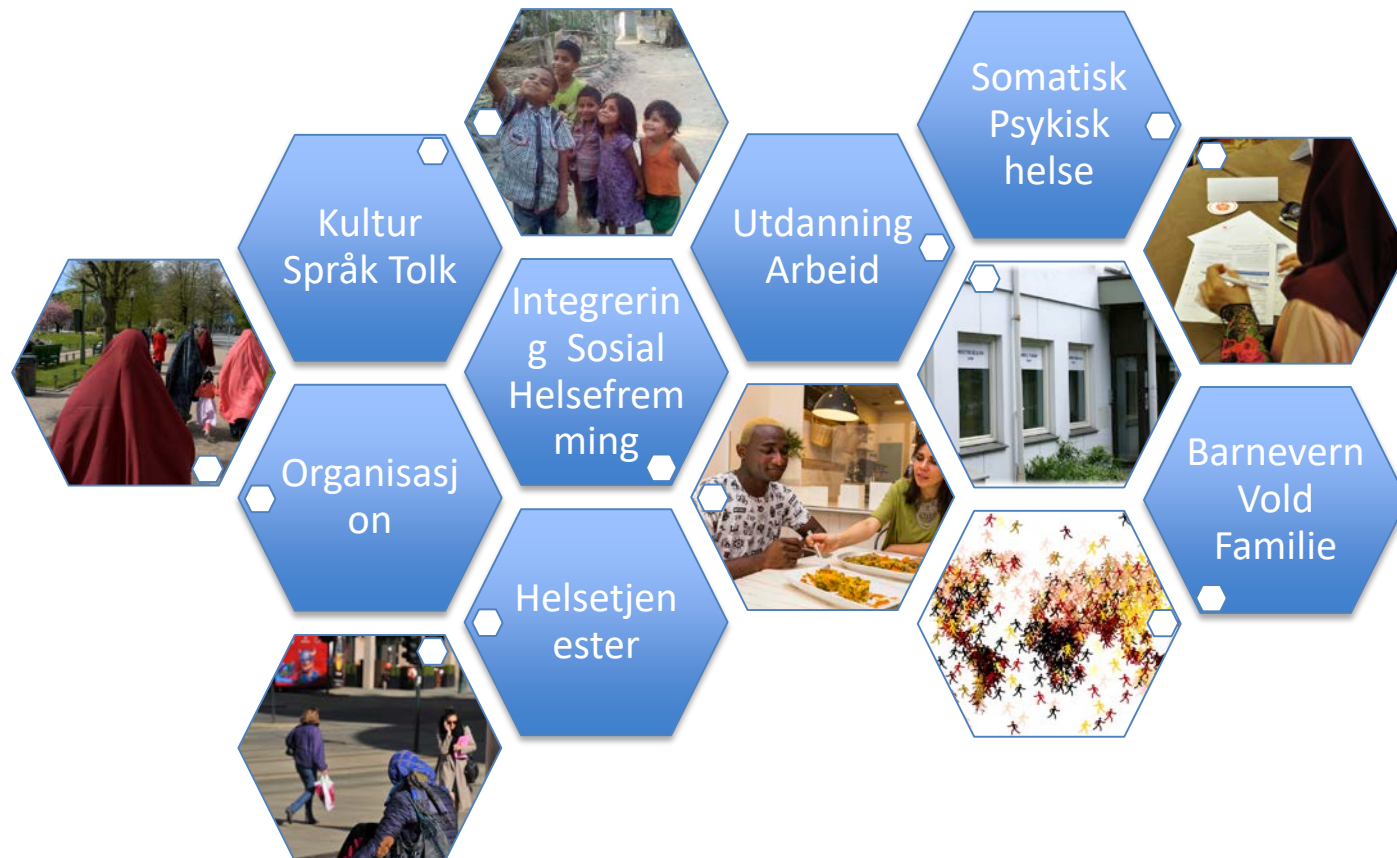 Somatisk
Psykisk
helse
Kultur
Språk Tolk
Utdanning
Arbeid
Integrerin
g Sosial
Helsefrem
ming
Organisasj
on
Barnevern
Vold
Familie
Helsetjen
ester